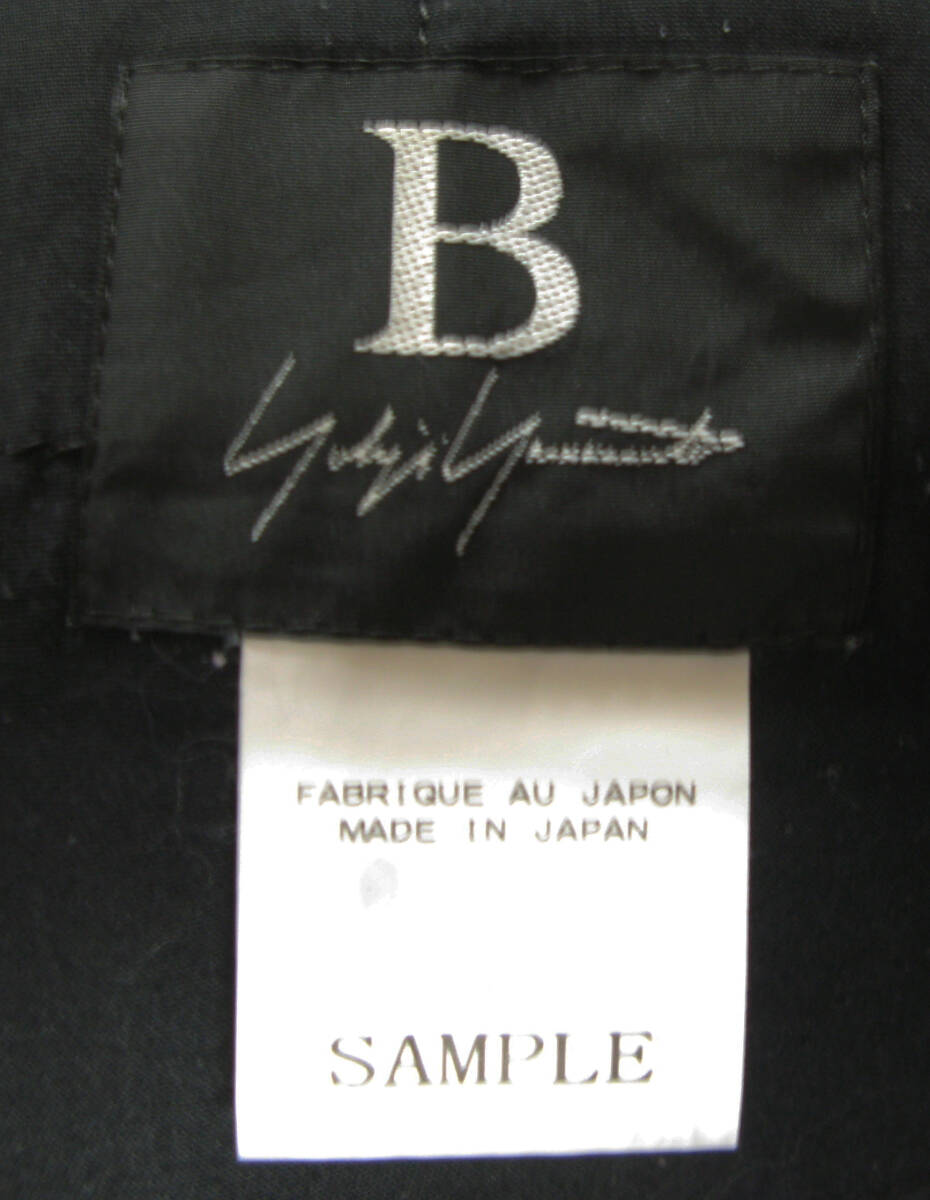 B
Yohji Yamamoto
FABRIQUE AU JAPON
MADE IN JAPAN
SAMPLE